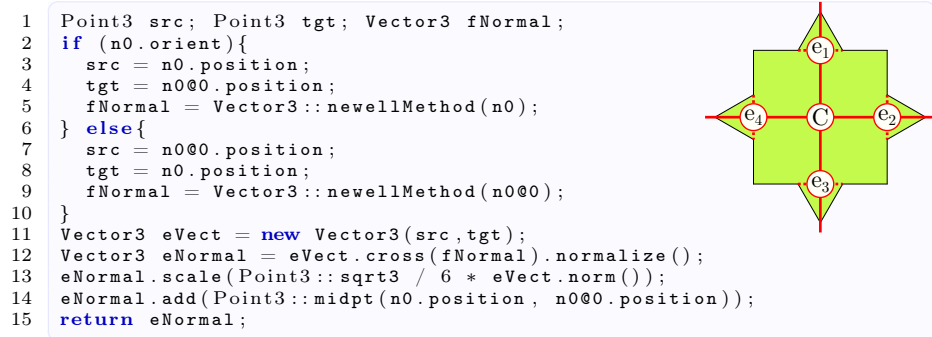 1 Point3 src; Point3 tgt; Vector3 fNormal;
2 if (n0.orient){
3 src = n0.position;
4 tgt = n0@0.position;
5 fNormal = Vector3::newellMethod(n0);
6 } else{
7 src = n0@0.position;
8 tgt = n0.position;
9 fNormal = Vector3::newellMethod(n0@0);
10 }
11 Vector3 eVect = new Vector3(src,tgt);
12 Vector3 eNormal = eVect.cross(fNormal).normalize();
13 eNormal.scale(Point3::sqrt3 / 6 * eVect.norm());
14 eNormal.add(Point3::midpt(n0.position, n0@0.position));
15 return eNormal;
e1
e4 C e2
e3